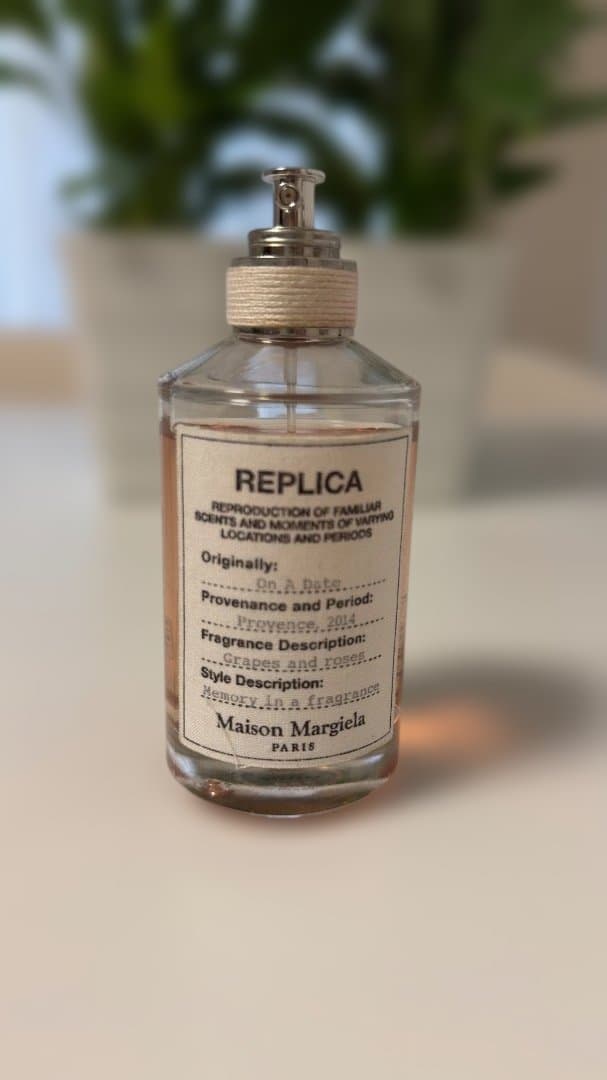 REPLICA
REPRODUCTION OF FAMILIAR
SCENTS AND MOMENTS OF VARYING
LOCATIONS AND PERIODS
Originally:
On A Date
Provenance and Period:
Provence, 2014
Fragrance Description:
Grapes and roses
Style Description:
Memory in a fragrance
Maison Margiela
PARIS